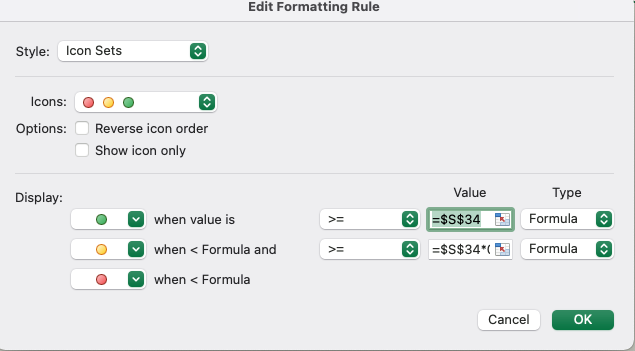 Edit Formatting Rule
Style: Icon Sets
Icons:
Options: Reverse icon order
Show icon only
Display:
Value Type
when value is >= =$S$34 Formula
when < Formula and >= =$S$34*( Formula
when < Formula
Cancel OK